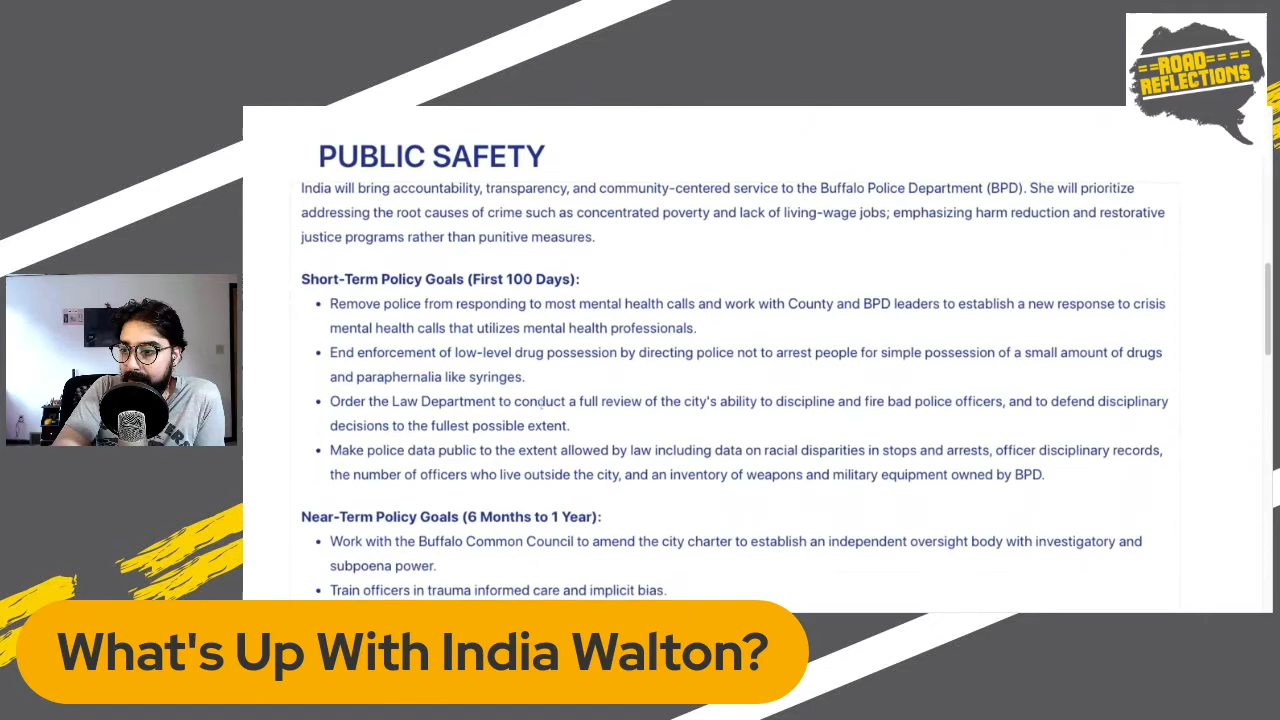 ==ROAD====
REFLECTIONS
PUBLIC SAFETY
India will bring accountability, transparency, and community-centered service to the Buffalo Police Department (BPD). She will prioritize
addressing the root causes of crime such as concentrated poverty and lack of living-wage jobs; emphasizing harm reduction and restorative
justice programs rather than punitive measures.
Short-Term Policy Goals (First 100 Days):
• Remove police from responding to most mental health calls and work with County and BPD leaders to establish a new response to crisis
mental health calls that utilizes mental health professionals.
• End enforcement of low-level drug possession by directing police not to arrest people for simple possession of a small amount of drugs
and paraphernalia like syringes.
• Order the Law Department to conduct a full review of the city's ability to discipline and fire bad police officers, and to defend disciplinary
decisions to the fullest possible extent.
• Make police data public to the extent allowed by law including data on racial disparities in stops and arrests, officer disciplinary records,
the number of officers who live outside the city, and an inventory of weapons and military equipment owned by BPD.
Near-Term Policy Goals (6 Months to 1 Year):
• Work with the Buffalo Common Council to amend the city charter to establish an independent oversight body with investigatory and
subpoena power.
• Train officers in trauma informed care and implicit bias.
What's Up With India Walton?